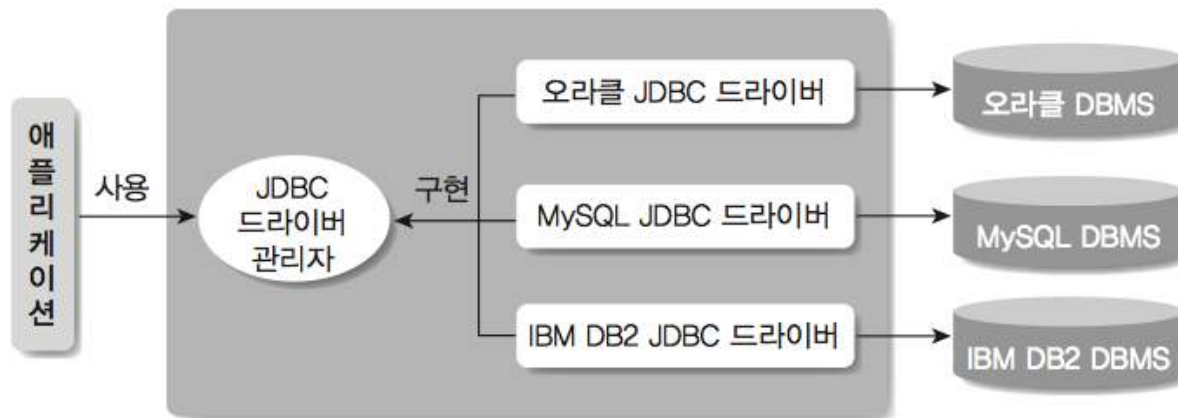 애플리케이션
사용
JDBC
드라이버
관리자
구현
오라클 JDBC 드라이버
MySQL JDBC 드라이버
IBM DB2 JDBC 드라이버
오라클 DBMS
MySQL DBMS
IBM DB2 DBMS